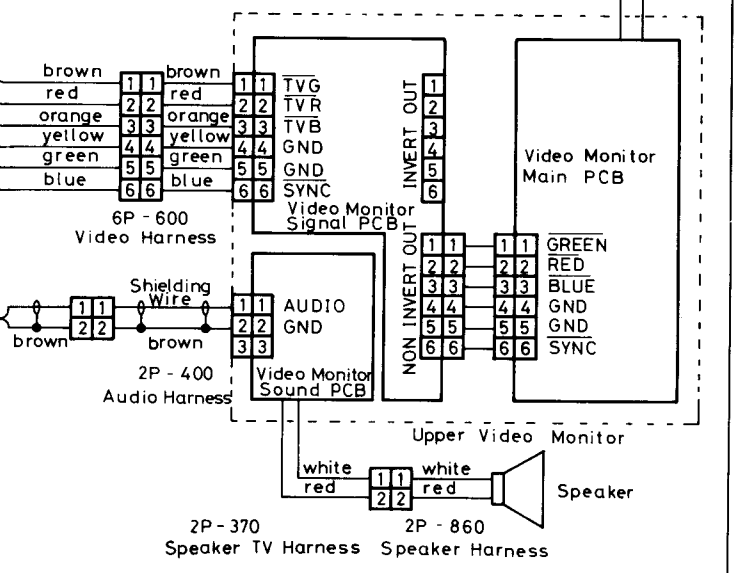 brown
red
orange
yellow
green
blue
1 1
2 2
3 3
4 4
5 5
6 6
brown
red
orange
yellow
green
blue
6P - 600
Video Harness
1 1
2 2
3 3
4 4
5 5
6 6
TVG
TVR
TVB
GND
GND
SYNC
Video Monitor
Signal PCB
INVERT OUT
1
2
3
4
5
6
NON INVERT OUT
1 1
2 2
3 3
4 4
5 5
6 6
1 1
2 2
3 3
4 4
5 5
6 6
GREEN
RED
BLUE
GND
GND
SYNC
Video Monitor
Main PCB
Shielding
Wire
brown
1 1
2 2
brown
2P - 400
Audio Harness
1 1
2 2
3 3
AUDIO
GND
Video Monitor
Sound PCB
Upper Video Monitor
white
red
1 1
2 2
white
red
Speaker
2P - 370
Speaker TV Harness
2P - 860
Speaker Harness